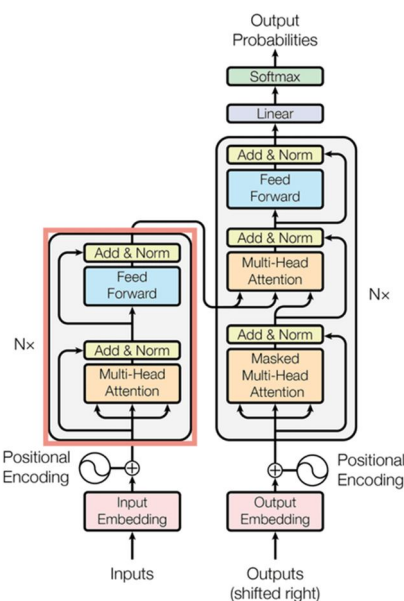 Output
Probabilities
Softmax
Linear
Add & Norm
Feed
Forward
Add & Norm
Multi-Head
Attention
Add & Norm
Masked
Multi-Head
Attention
N×
Positional
Encoding
Output
Embedding
Outputs
(shifted right)
Add & Norm
Feed
Forward
Add & Norm
Multi-Head
Attention
N×
Positional
Encoding
Input
Embedding
Inputs